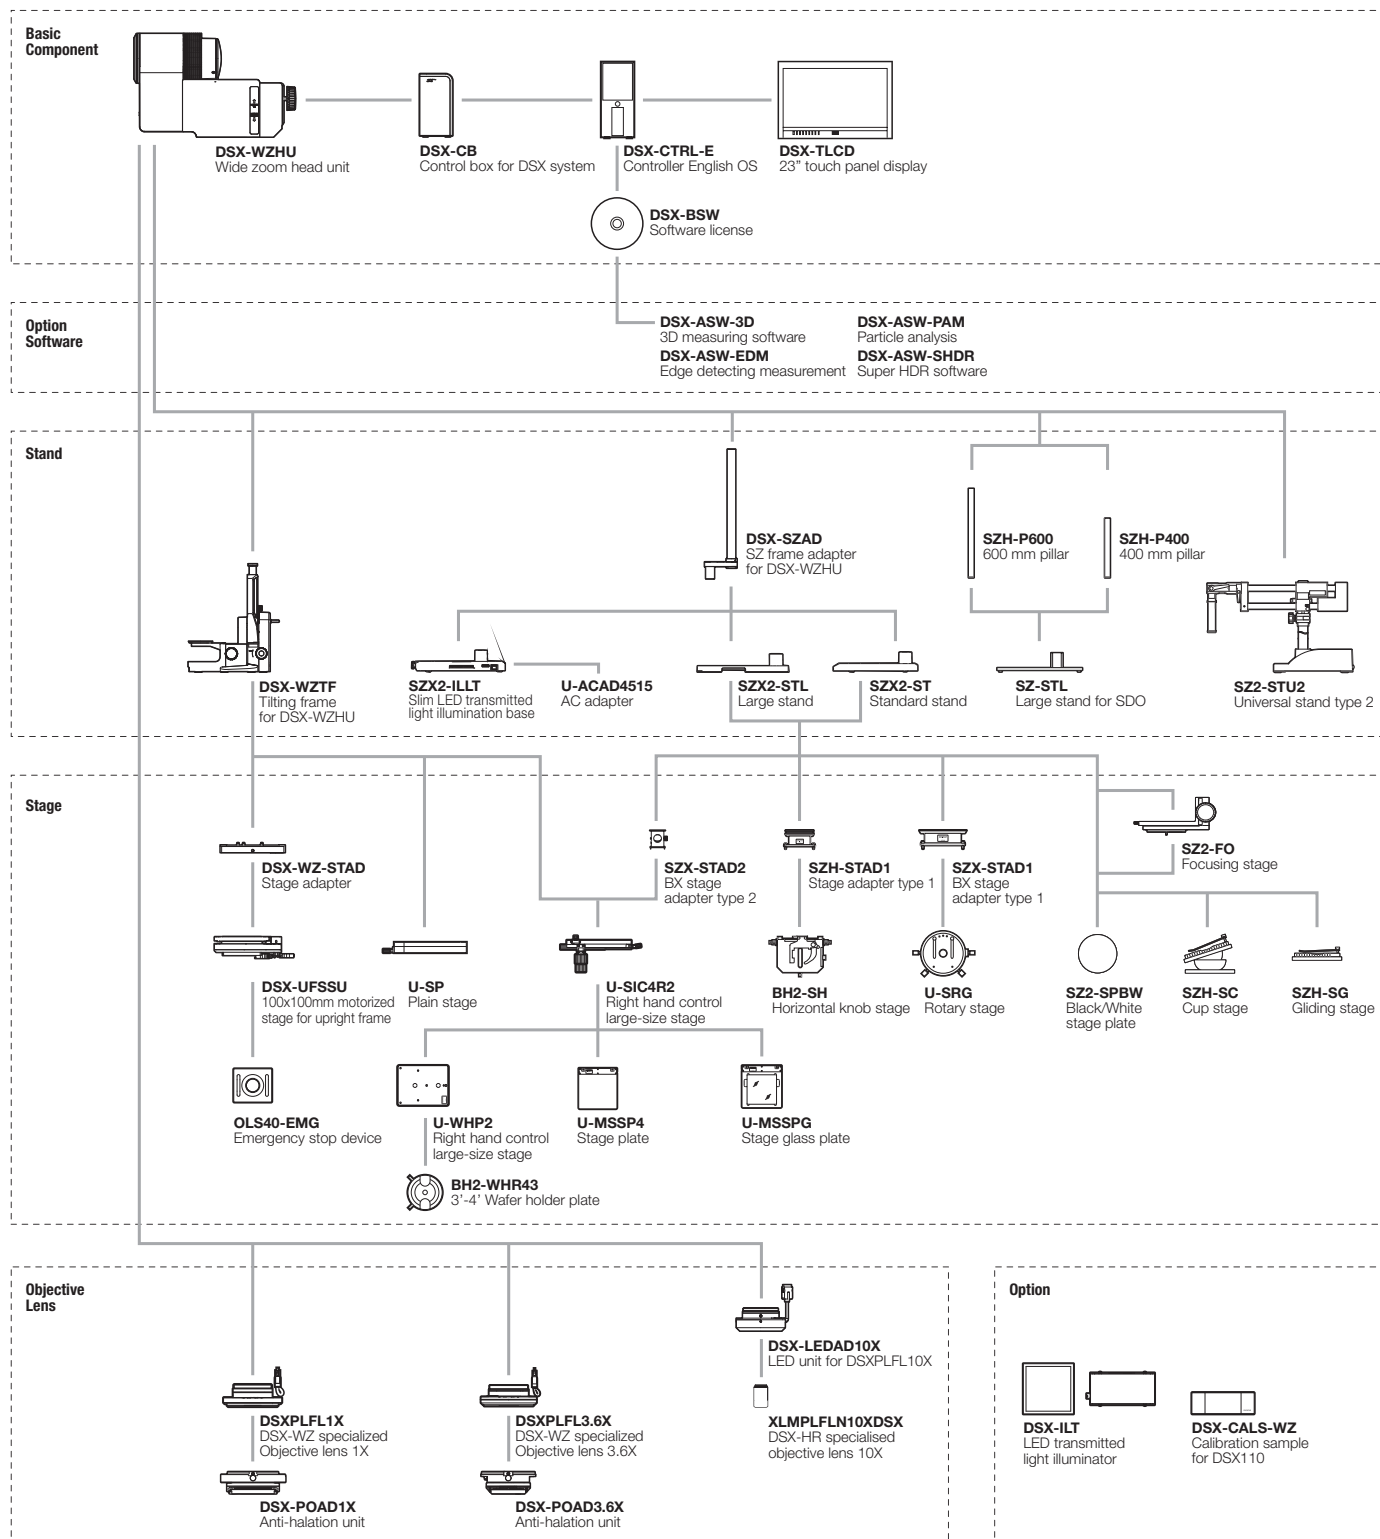 Basic
Component
DSX-WZHU
Wide zoom head unit
DSX-CB
Control box for DSX system
DSX-CTRL-E
Controller English OS
DSX-TLCD
23” touch panel display
DSX-BSW
Software license
Option
Software
DSX-ASW-3D
3D measuring software
DSX-ASW-EDM
Edge detecting measurement
DSX-ASW-PAM
Particle analysis
DSX-ASW-SHDR
Super HDR software
Stand
DSX-SZAD
SZ frame adapter
for DSX-WZHU
SZH-P600
600 mm pillar
SZH-P400
400 mm pillar
DSX-WZTF
Tilting frame
for DSX-WZHU
SZX2-ILLT
Slim LED transmitted
light illumination base
U-ACAD4515
AC adapter
SZX2-STL
Large stand
SZX2-ST
Standard stand
SZ-STL
Large stand for SDO
SZ2-STU2
Universal stand type 2
Stage
DSX-WZ-STAD
Stage adapter
SZX-STAD2
BX stage
adapter type 2
SZH-STAD1
Stage adapter type 1
SZX-STAD1
BX stage
adapter type 1
SZ2-FO
Focusing stage
DSX-UFSSU
100x100mm motorized
stage for upright frame
U-SP
Plain stage
U-SIC4R2
Right hand control
large-size stage
BH2-SH
Horizontal knob stage
U-SRG
Rotary stage
SZ2-SPBW
Black/White
stage plate
SZH-SC
Cup stage
SZH-SG
Gliding stage
OLS40-EMG
Emergency stop device
U-WHP2
Right hand control
large-size stage
U-MSSP4
Stage plate
U-MSSPG
Stage glass plate
BH2-WHR43
3’-4’ Wafer holder plate
Objective
Lens
DSX-LEDAD10X
LED unit for DSXPLFL10X
DSXPLFL1X
DSX-WZ specialized
Objective lens 1X
DSXPLFL3.6X
DSX-WZ specialized
Objective lens 3.6X
XLMPLFLN10XDSX
DSX-HR specialised
objective lens 10X
DSX-POAD1X
Anti-halation unit
DSX-POAD3.6X
Anti-halation unit
Option
DSX-ILT
LED transmitted
light illuminator
DSX-CALS-WZ
Calibration sample
for DSX110